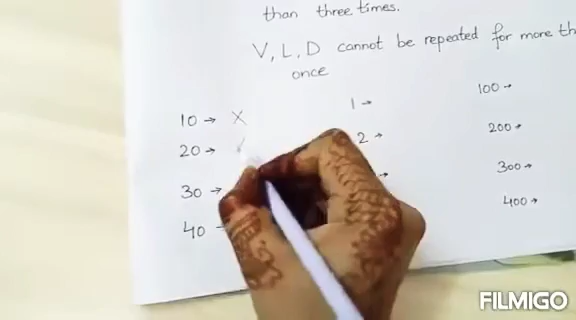 than three times.
V, L, D cannot be repeated for more
once
10 → X
20 →
30 →
40
1 →
2 →
100 →
200 →
300 →
400 →
FILMIGO